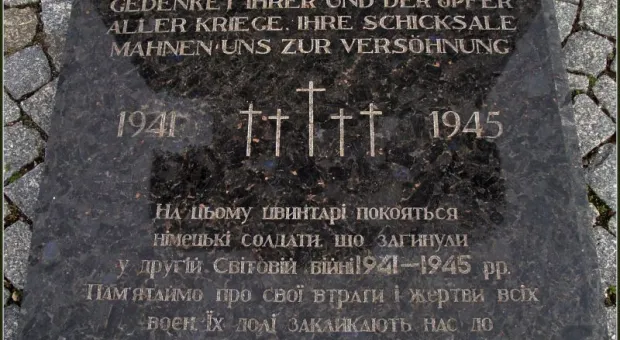 GEDENKET IHRER UND DER OPFER
ALLER KRIEGE. IHRE SCHICKSALE
MAHNEN UNS ZUR VERSÖHNUNG
1941 1945
На цьому цвинтарі покояться
німецькі солдати, що загинули
у другій Світовій війні 1941—1945 рр.
Пам'ятаймо про свої втрати і жертви всіх
воєн. Їх долі закликають нас до